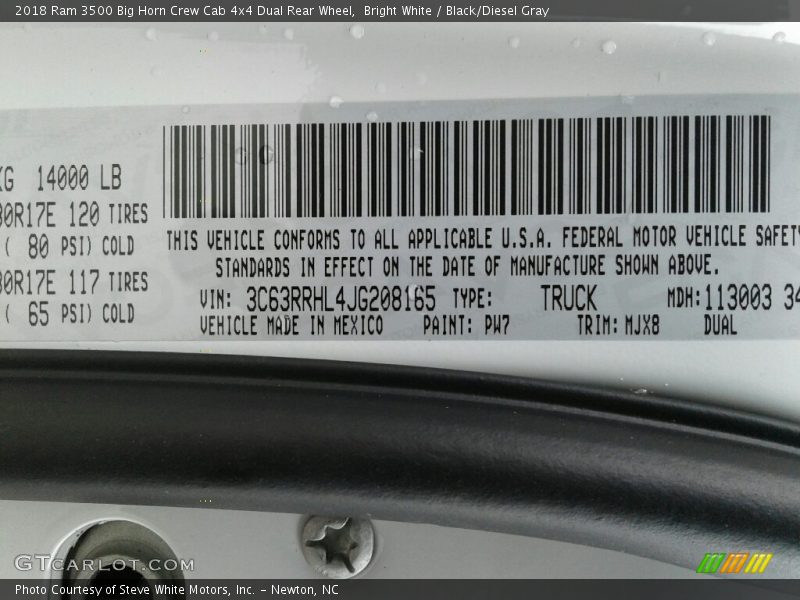 2018 Ram 3500 Big Horn Crew Cab 4x4 Dual Rear Wheel,  Bright White / Black/Diesel Gray
KG 14000 LB
80R17E 120 TIRES
( 80 PSI) COLD
80R17E 117 TIRES
( 65 PSI) COLD
THIS VEHICLE CONFORMS TO ALL APPLICABLE U.S.A. FEDERAL MOTOR VEHICLE SAFETY
STANDARDS IN EFFECT ON THE DATE OF MANUFACTURE SHOWN ABOVE.
VIN: 3C63RRHL4JG208165 TYPE: TRUCK MDH:113003 34
VEHICLE MADE IN MEXICO PAINT: PW7 TRIM: MJX8 DUAL
GTCARLOT.COM
Photo Courtesy of Steve White Motors, Inc. – Newton, NC